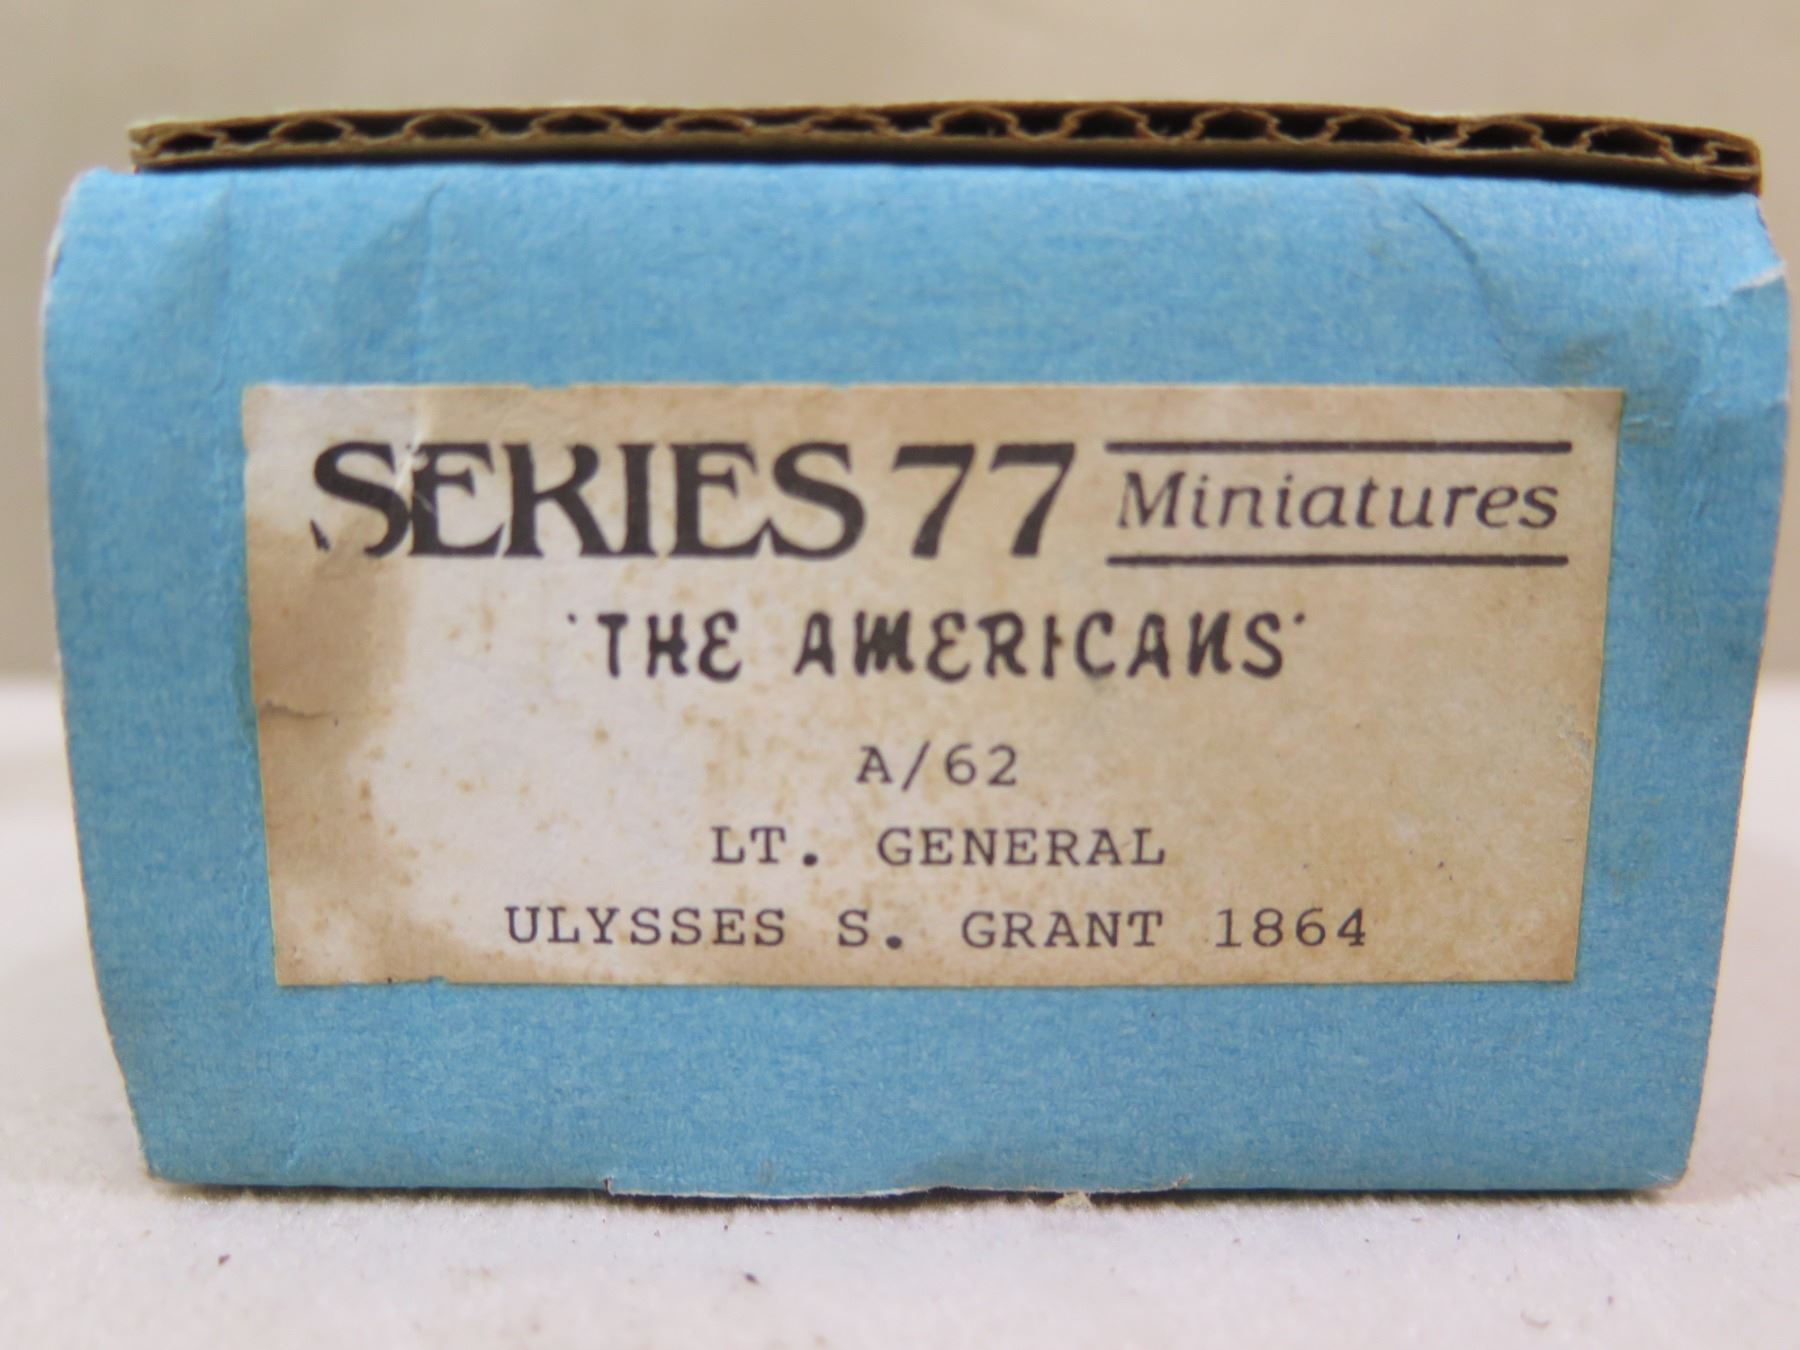 SERIES 77 Miniatures
'THE AMERICANS'
A/62
LT. GENERAL
ULYSSES S. GRANT 1864